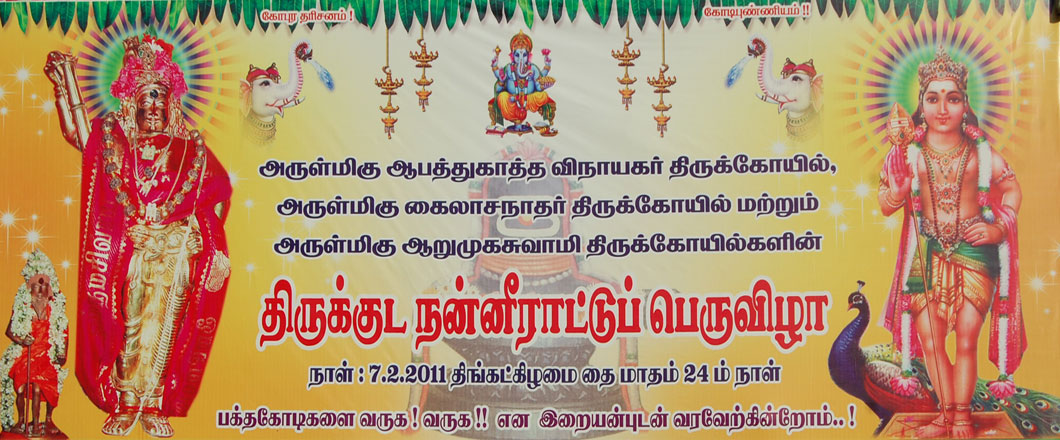 கோபுர தரிசனம் !
கோடிபுண்ணியம் !!
அருள்மிகு ஆபத்துகாத்த விநாயகர் திருக்கோயில்,
அருள்மிகு கைலாசநாதர் திருக்கோயில் மற்றும்
அருள்மிகு ஆறுமுகசுவாமி திருக்கோயில்களின்
திருக்குட நன்னீராட்டுப் பெருவிழா
நாள் : 7.2.2011 திங்கட்கிழமை தை மாதம் 24 ம் நாள்
பக்தகோடிகளை வருக ! வருக !! என இறையன்புடன் வரவேற்கின்றோம்.. !